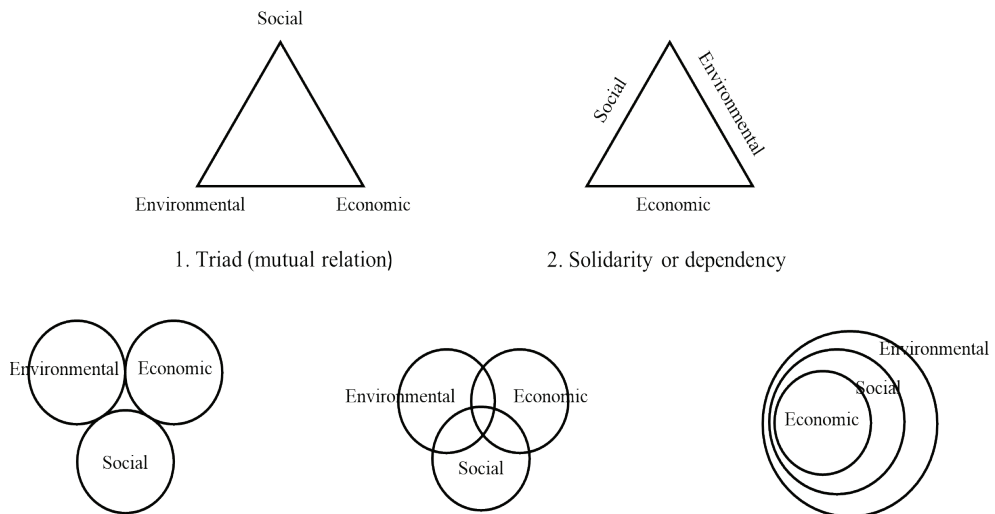 Social
Environmental
Economic
1. Triad (mutual relation)
Social
Environmental
Economic
2. Solidarity or dependency
Environmental
Economic
Social
Environmental
Economic
Social
Environmental
Social
Economic